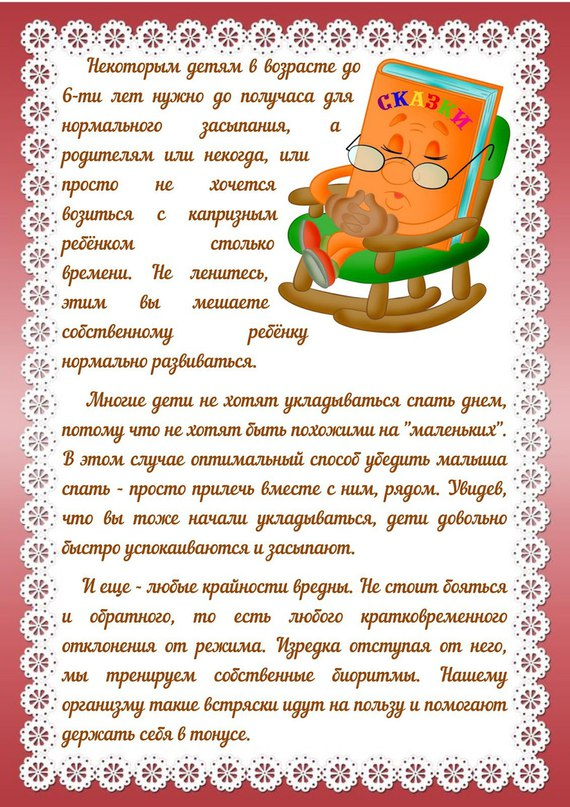 Некоторым детям в возрасте до
6-ти лет нужно до получаса для
нормального засыпания, а
родителям или некогда, или
просто не хочется
возиться с капризным
ребёнком столько
времени. Не ленитесь,
этим вы мешаете
собственному ребёнку
нормально развиваться.
СКАЗКИ
Многие дети не хотят укладываться спать днем,
потому что не хотят быть похожими на "маленьких".
В этом случае оптимальный способ убедить малыша
спать - просто прилечь вместе с ним, рядом. Увидев,
что вы тоже начали укладываться, дети довольно
быстро успокаиваются и засыпают.
И еще - любые крайности вредны. Не стоит бояться
и обратного, то есть любого кратковременного
отклонения от режима. Изредка отступая от него,
мы тренируем собственные биоритмы. Нашему
организму такие встряски идут на пользу и помогают
держать себя в тонусе.